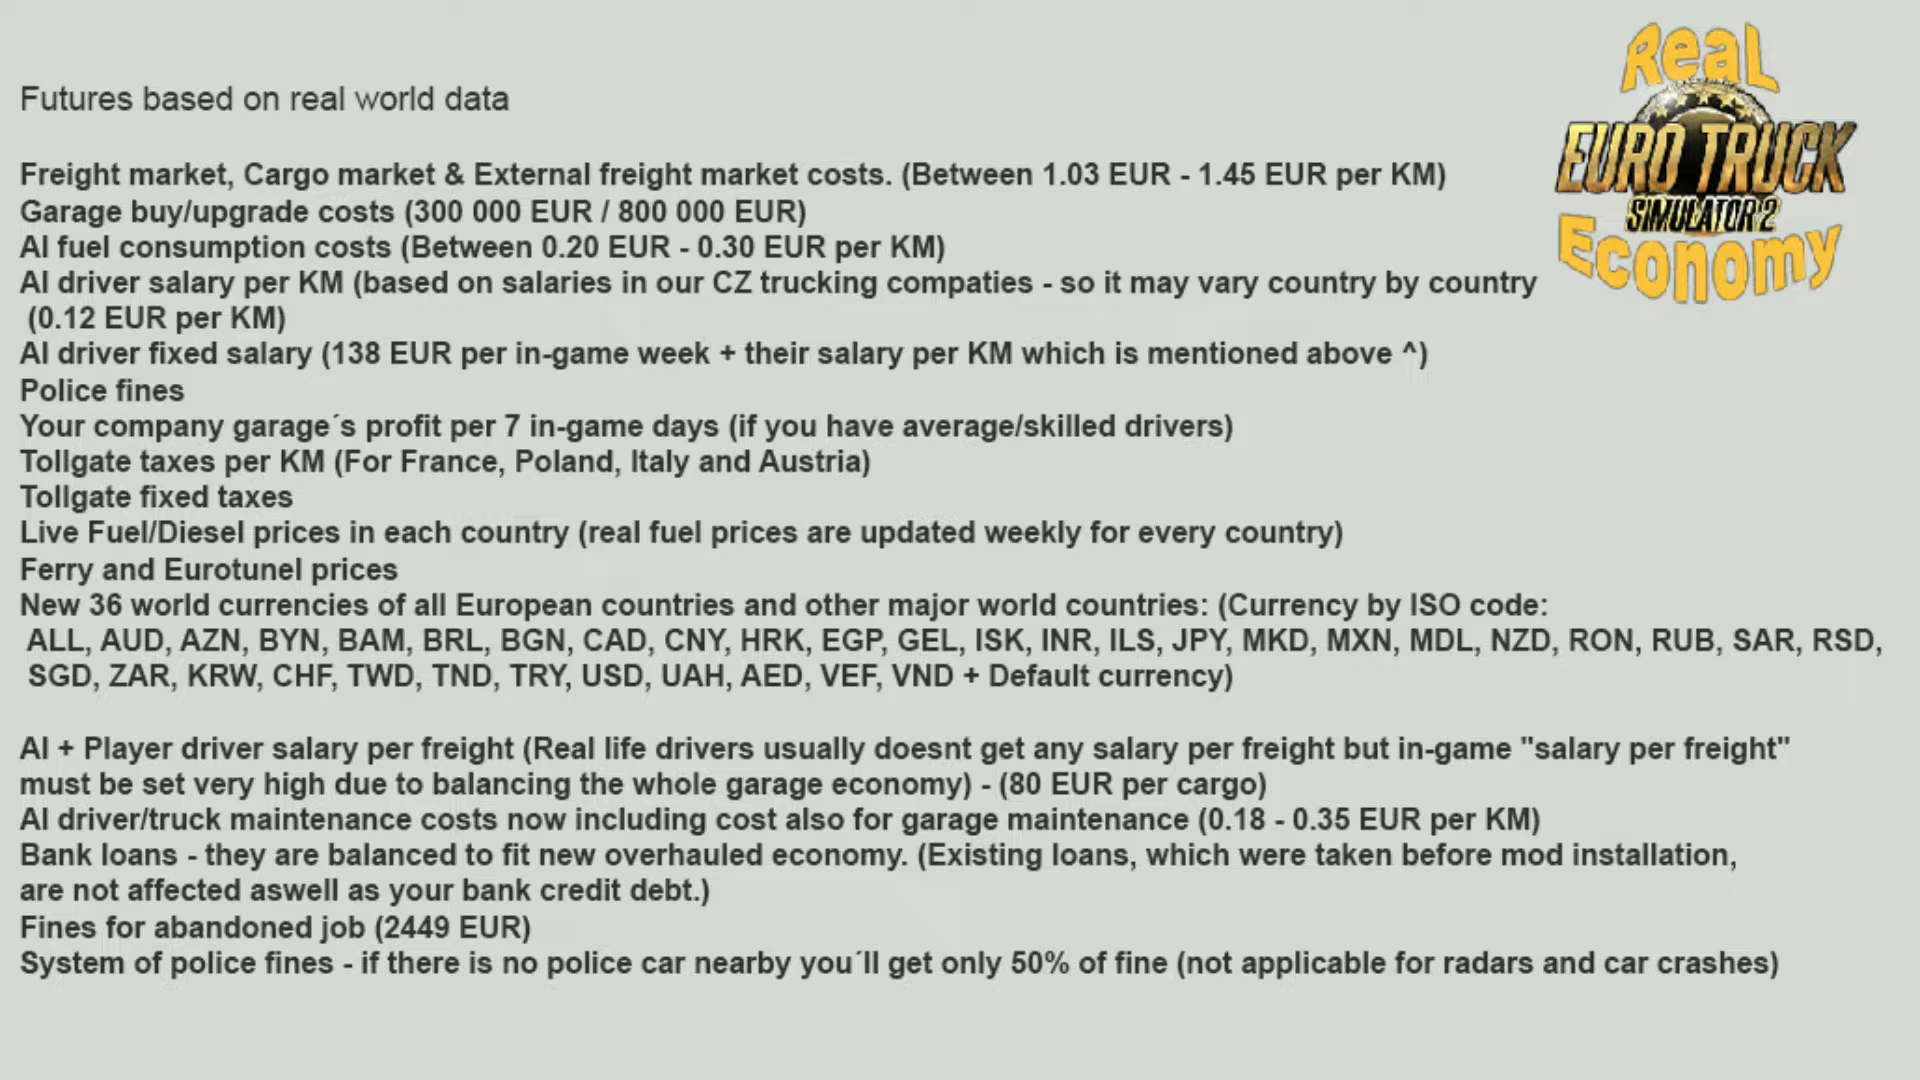 Real
EURO TRUCK
SIMULATOR 2
Economy
Futures based on real world data
Freight market, Cargo market & External freight market costs. (Between 1.03 EUR - 1.45 EUR per KM)
Garage buy/upgrade costs (300 000 EUR / 800 000 EUR)
AI fuel consumption costs (Between 0.20 EUR - 0.30 EUR per KM)
AI driver salary per KM (based on salaries in our CZ trucking compaties - so it may vary country by country
(0.12 EUR per KM)
AI driver fixed salary (138 EUR per in-game week + their salary per KM which is mentioned above ^)
Police fines
Your company garage´s profit per 7 in-game days (if you have average/skilled drivers)
Tollgate taxes per KM (For France, Poland, Italy and Austria)
Tollgate fixed taxes
Live Fuel/Diesel prices in each country (real fuel prices are updated weekly for every country)
Ferry and Eurotunel prices
New 36 world currencies of all European countries and other major world countries: (Currency by ISO code:
ALL, AUD, AZN, BYN, BAM, BRL, BGN, CAD, CNY, HRK, EGP, GEL, ISK, INR, ILS, JPY, MKD, MXN, MDL, NZD, RON, RUB, SAR, RSD,
SGD, ZAR, KRW, CHF, TWD, TND, TRY, USD, UAH, AED, VEF, VND + Default currency)
AI + Player driver salary per freight (Real life drivers usually doesnt get any salary per freight but in-game "salary per freight"
must be set very high due to balancing the whole garage economy) - (80 EUR per cargo)
AI driver/truck maintenance costs now including cost also for garage maintenance (0.18 - 0.35 EUR per KM)
Bank loans - they are balanced to fit new overhauled economy. (Existing loans, which were taken before mod installation,
are not affected aswell as your bank credit debt.)
Fines for abandoned job (2449 EUR)
System of police fines - if there is no police car nearby you´ll get only 50% of fine (not applicable for radars and car crashes)